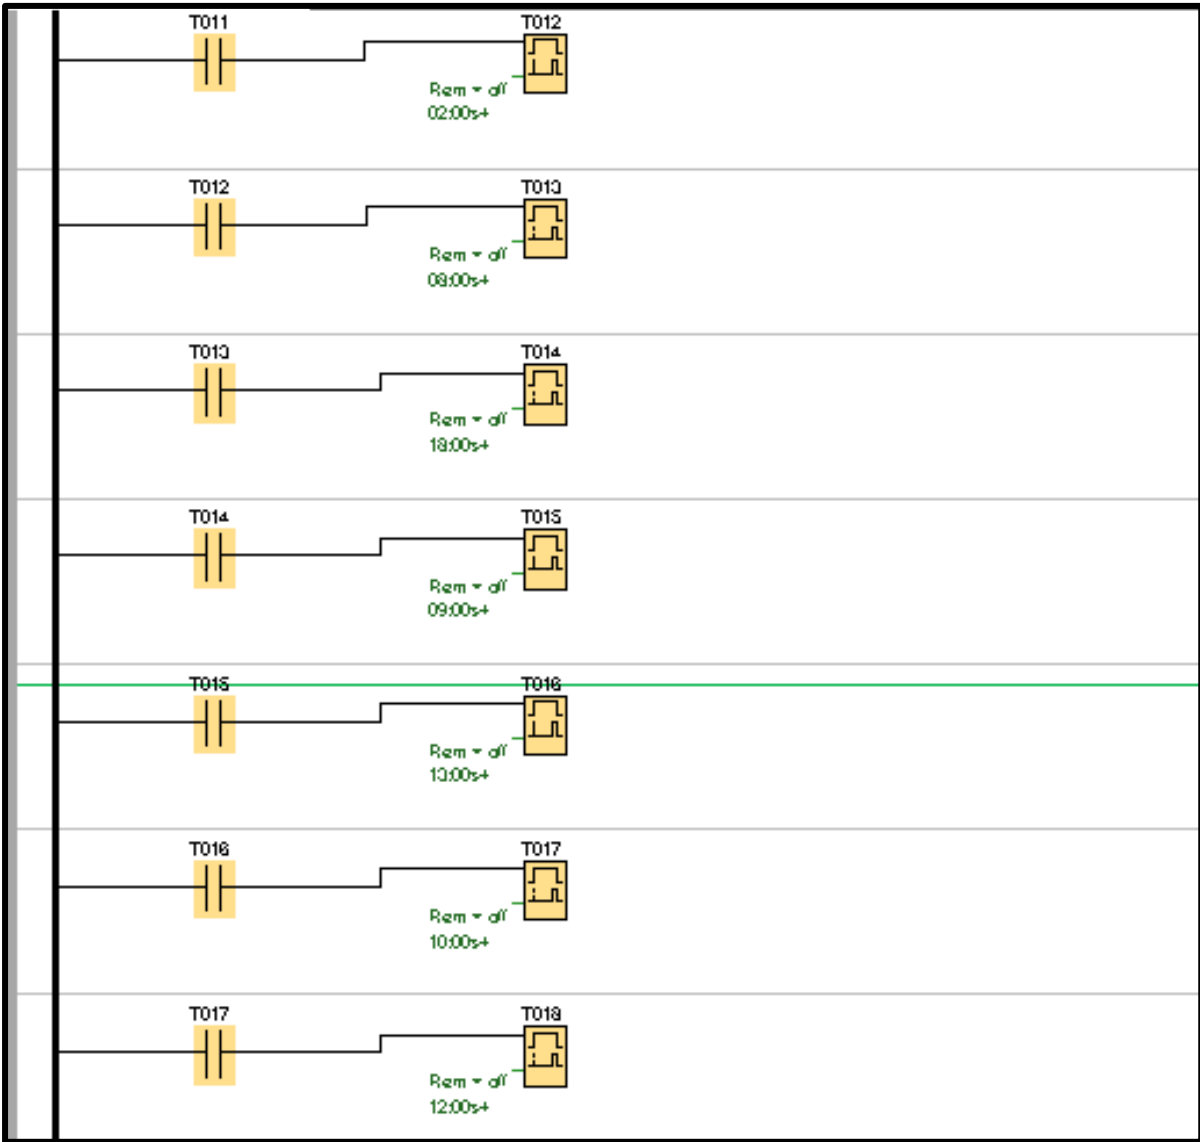 T011 T012
Rem = off
02:00s+
T012 T013
Rem = off
08:00s+
T013 T014
Rem = off
18:00s+
T014 T015
Rem = off
09:00s+
T015 T016
Rem = off
13:00s+
T016 T017
Rem = off
10:00s+
T017 T018
Rem = off
12:00s+